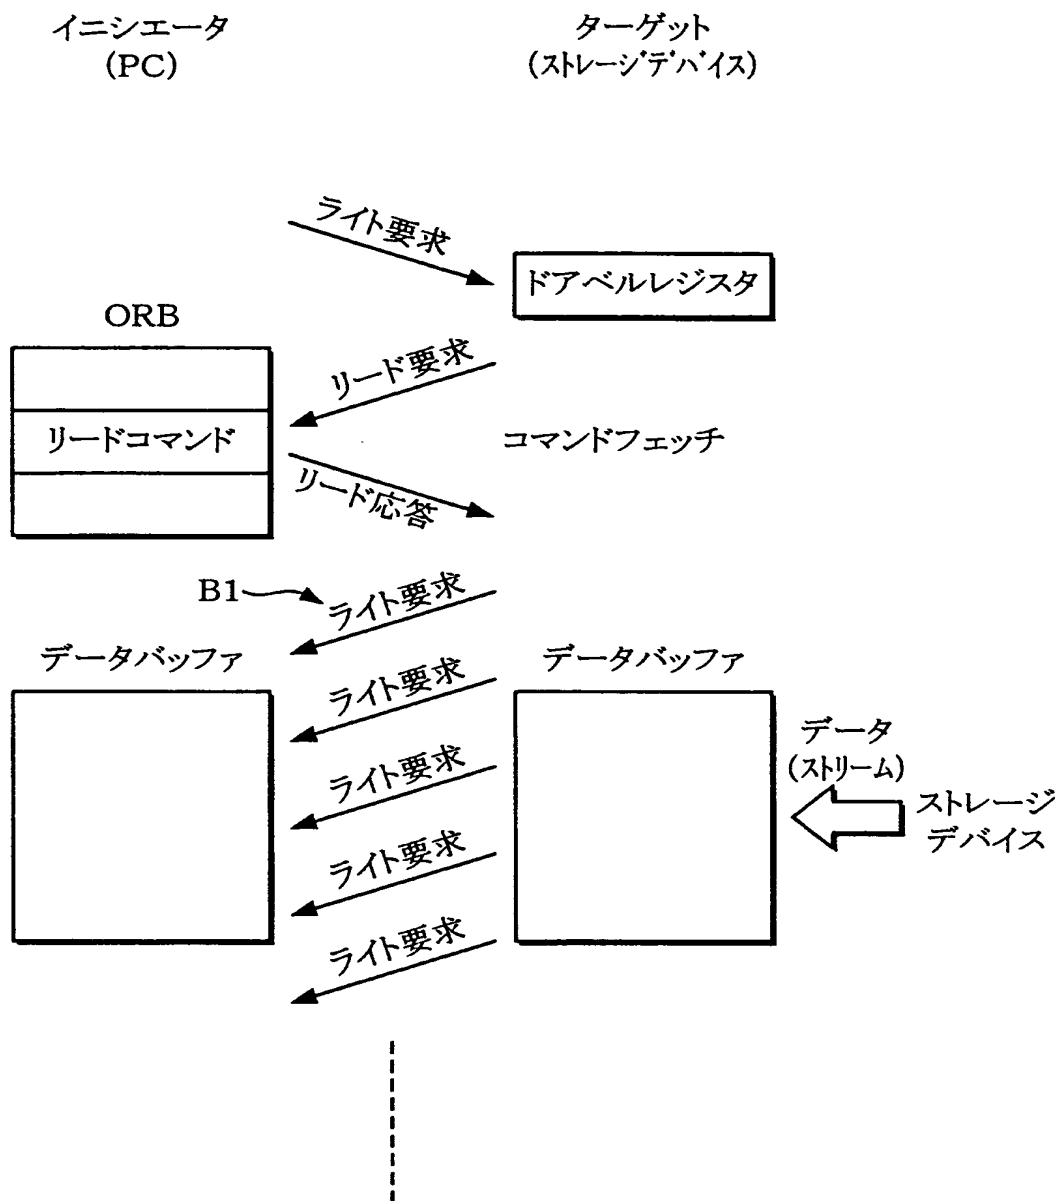 イニシエータ
(PC)
ターゲット
(ストレージデバイス)
ライト要求
ドアベルレジスタ
ORB
リード要求
リードコマンド
コマンドフェッチ
リード応答
B1
ライト要求
データバッファ
データバッファ
ライト要求
データ
(ストリーム)
ライト要求
ストレージ
デバイス
ライト要求
ライト要求